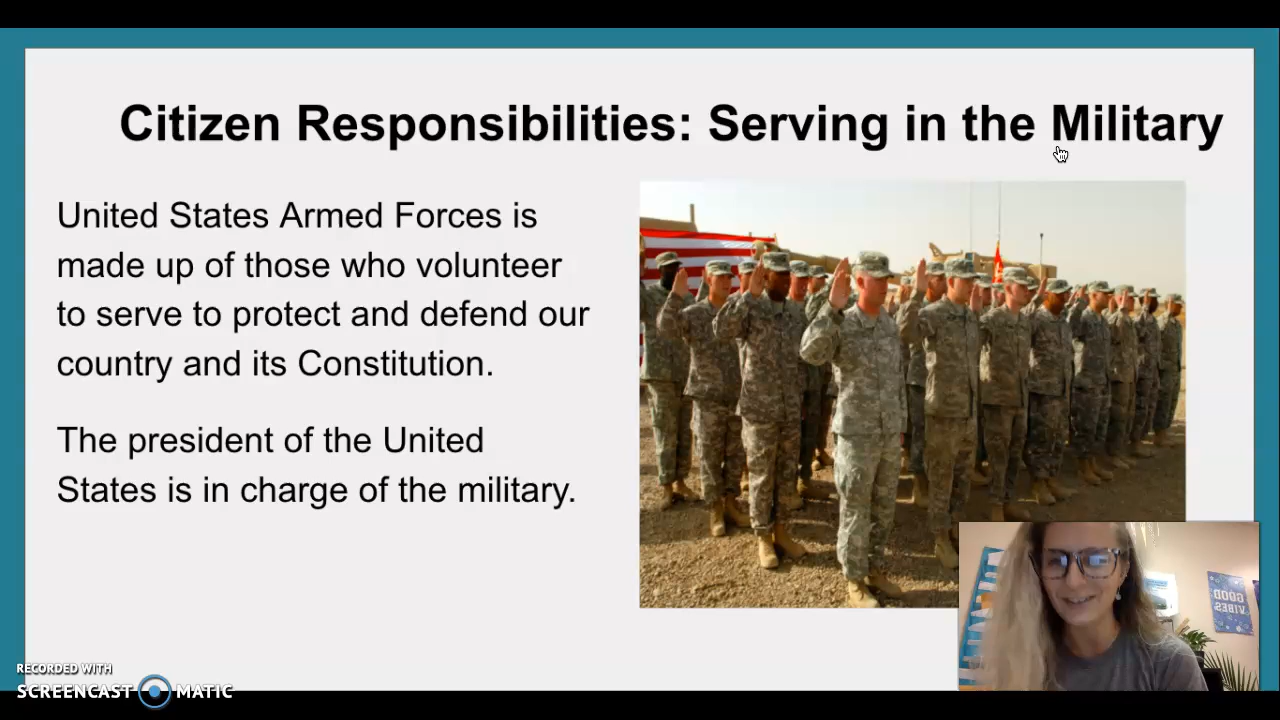 Citizen Responsibilities: Serving in the Military
United States Armed Forces is
made up of those who volunteer
to serve to protect and defend our
country and its Constitution.
The president of the United
States is in charge of the military.
GOOD
VIBES
RECORDED WITH
SCREENCAST MATIC